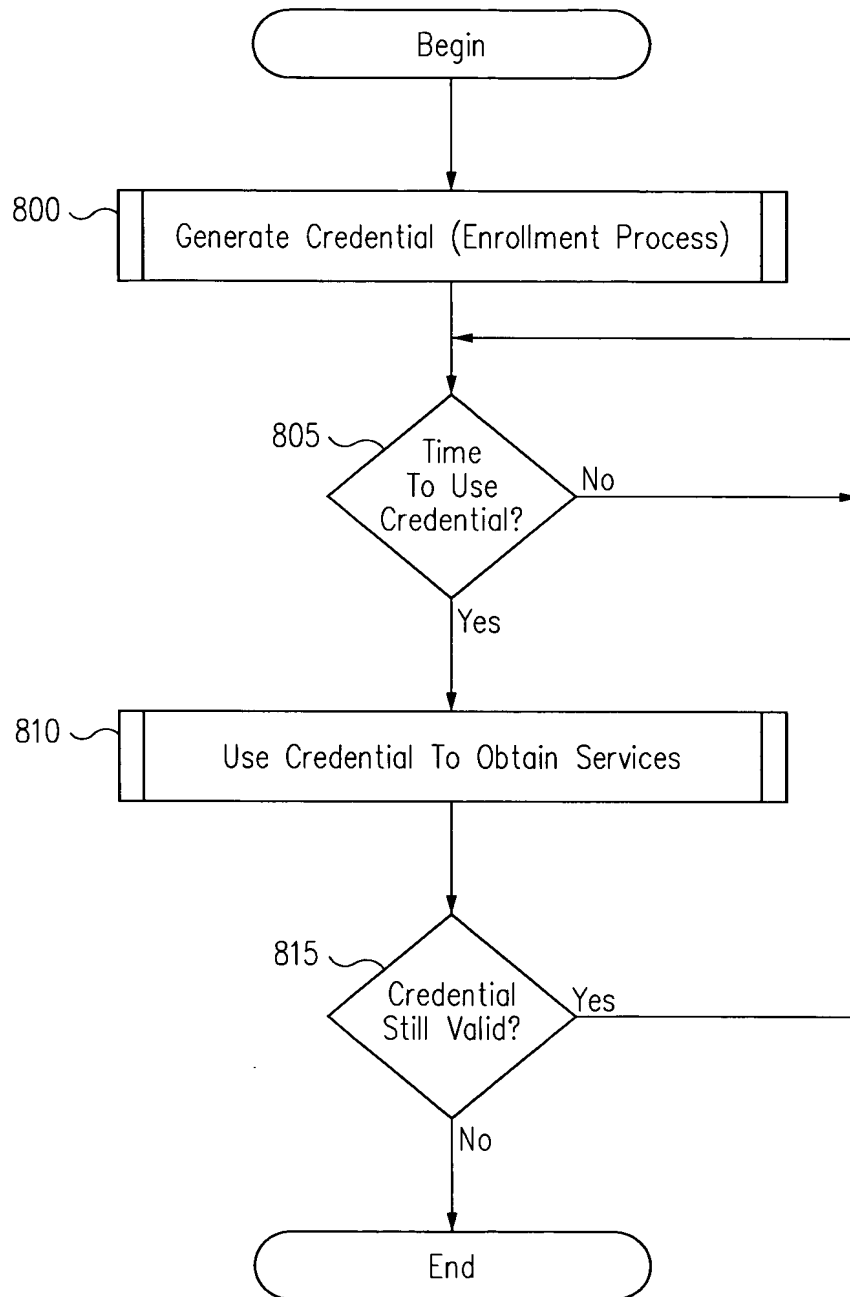 Begin
800
Generate Credential (Enrollment Process)
805
Time
To Use
Credential?
No
Yes
810
Use Credential To Obtain Services
815
Credential
Still Valid?
Yes
No
End